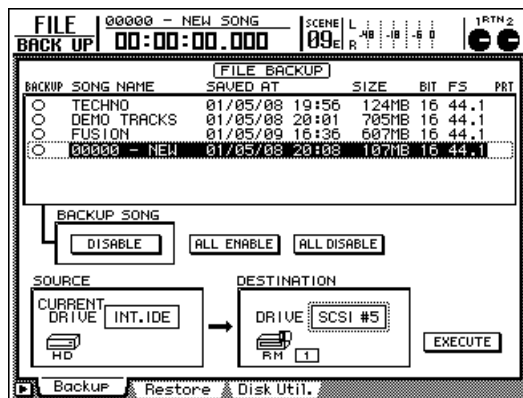 FILE 00000 - NEW SONG SCENE L 1RTN2
BACK UP 00:00:00.000 09E R -48 -18 -6 0
FILE BACKUP
BACKUP SONG NAME SAVED AT SIZE BIT FS PRT
TECHNO 01/05/08 19:56 124MB 16 44.1
DEMO TRACKS 01/05/08 20:01 705MB 16 44.1
FUSION 01/05/09 16:36 607MB 16 44.1
00000 - NEW 01/05/08 20:08 107MB 16 44.1
BACKUP SONG
DISABLE ALL ENABLE ALL DISABLE
SOURCE DESTINATION
CURRENT
DRIVE INT.IDE DRIVE SCSI #5
HD RM 1 EXECUTE
Backup Restore Disk Util.